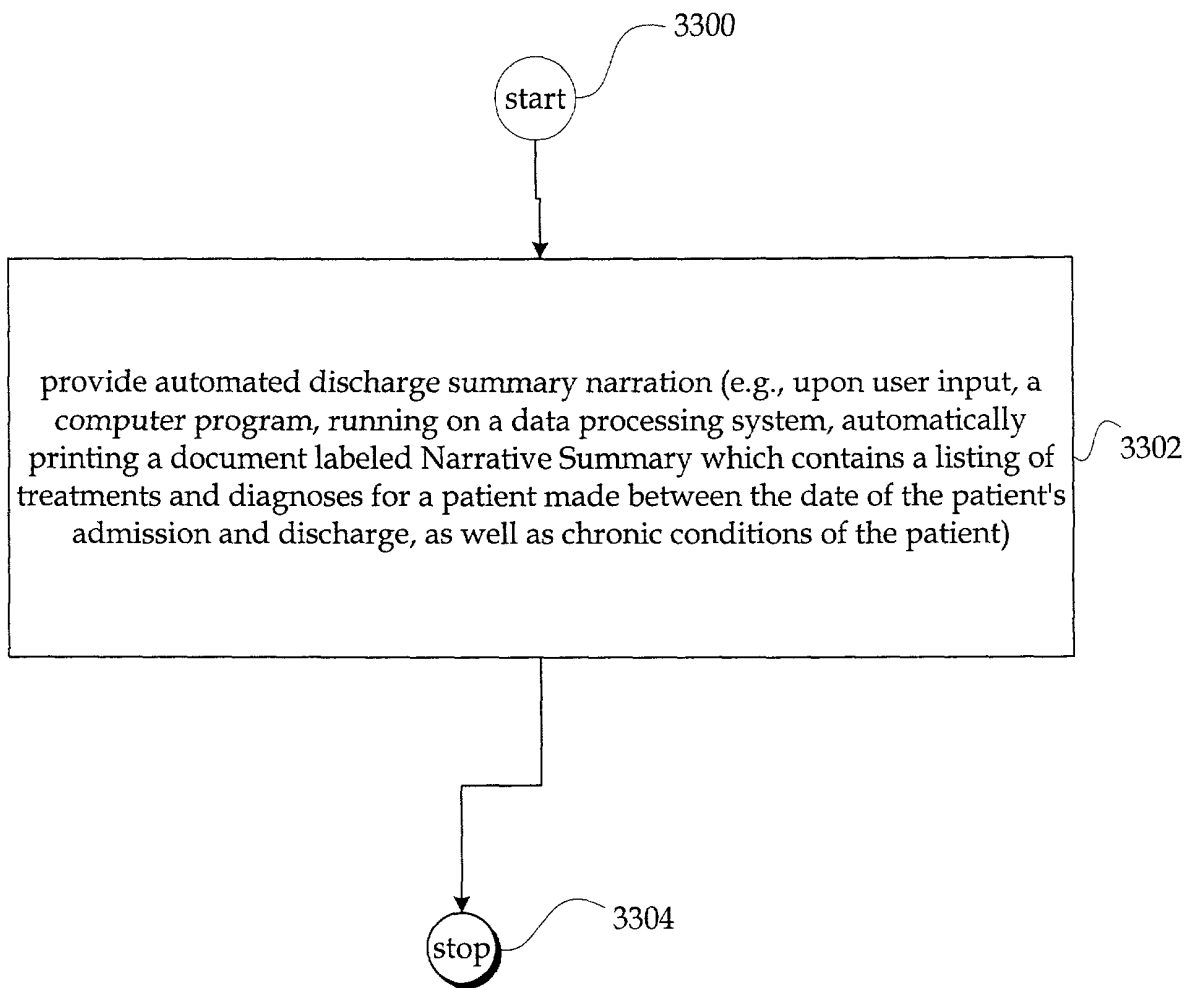 3300
start
provide automated discharge summary narration (e.g., upon user input, a
computer program, running on a data processing system, automatically
printing a document labeled Narrative Summary which contains a listing of
treatments and diagnoses for a patient made between the date of the patient's
admission and discharge, as well as chronic conditions of the patient)
3302
3304
stop